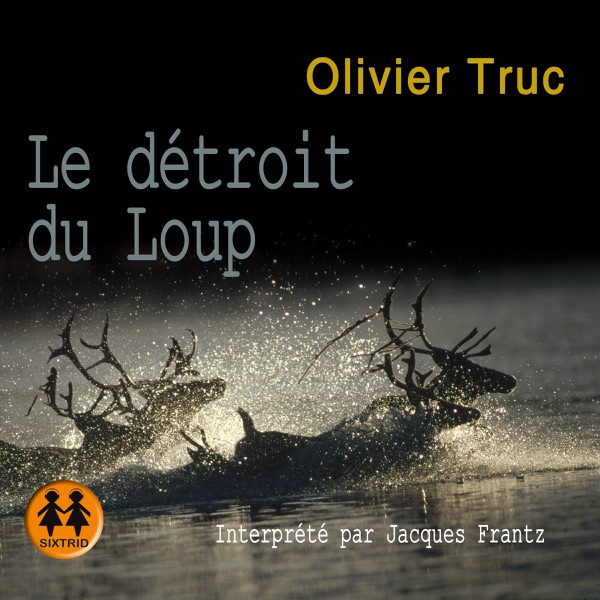 Olivier Truc
Le détroit
du Loup
SIXTRID
Interprété par Jacques Frantz